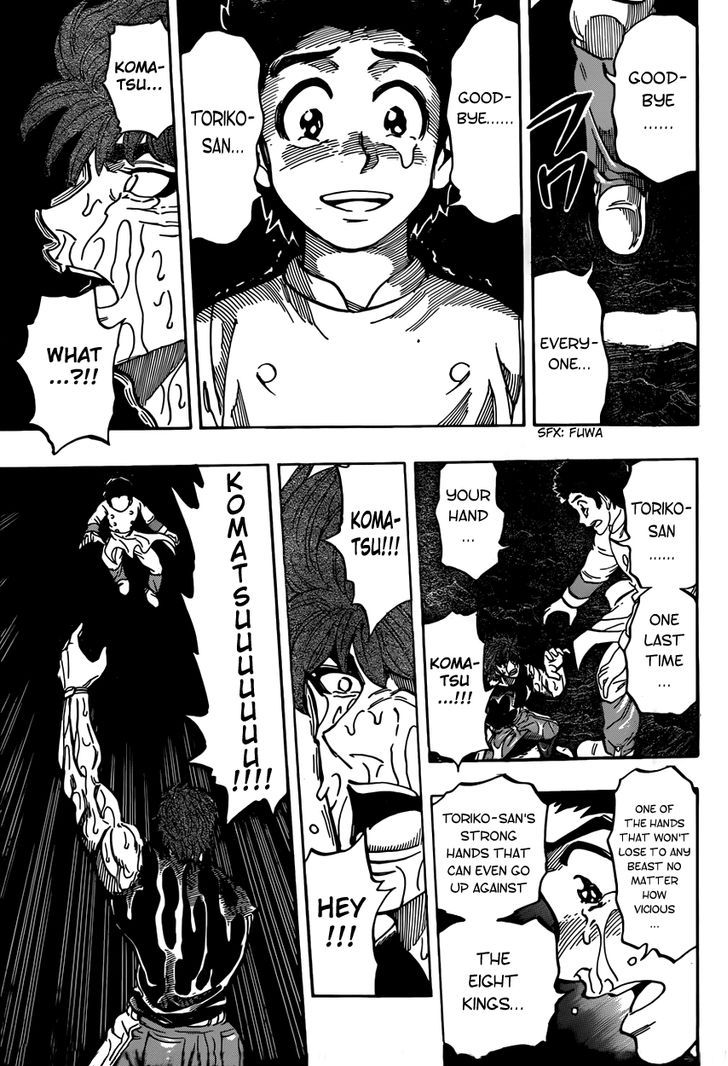 GOOD-
BYE
......
EVERY-
ONE...
SFX: FUWA
GOOD-
BYE......
TORIKO-
SAN...
KOMA-
TSU...
WHAT
...?!!
TORIKO-
SAN
......
ONE
LAST
TIME
...
YOUR
HAND
...
KOMA-
TSU
...!!!
KOMA-
TSU!!!
HEY
!!!
KOMATSUUUUUUU
!!!!
ONE OF
THE HANDS
THAT WON'T
LOSE TO ANY
BEAST NO
MATTER
HOW
VICIOUS
...
TORIKO-SAN'S
STRONG
HANDS THAT
CAN EVEN GO
UP AGAINST
THE
EIGHT
KINGS...